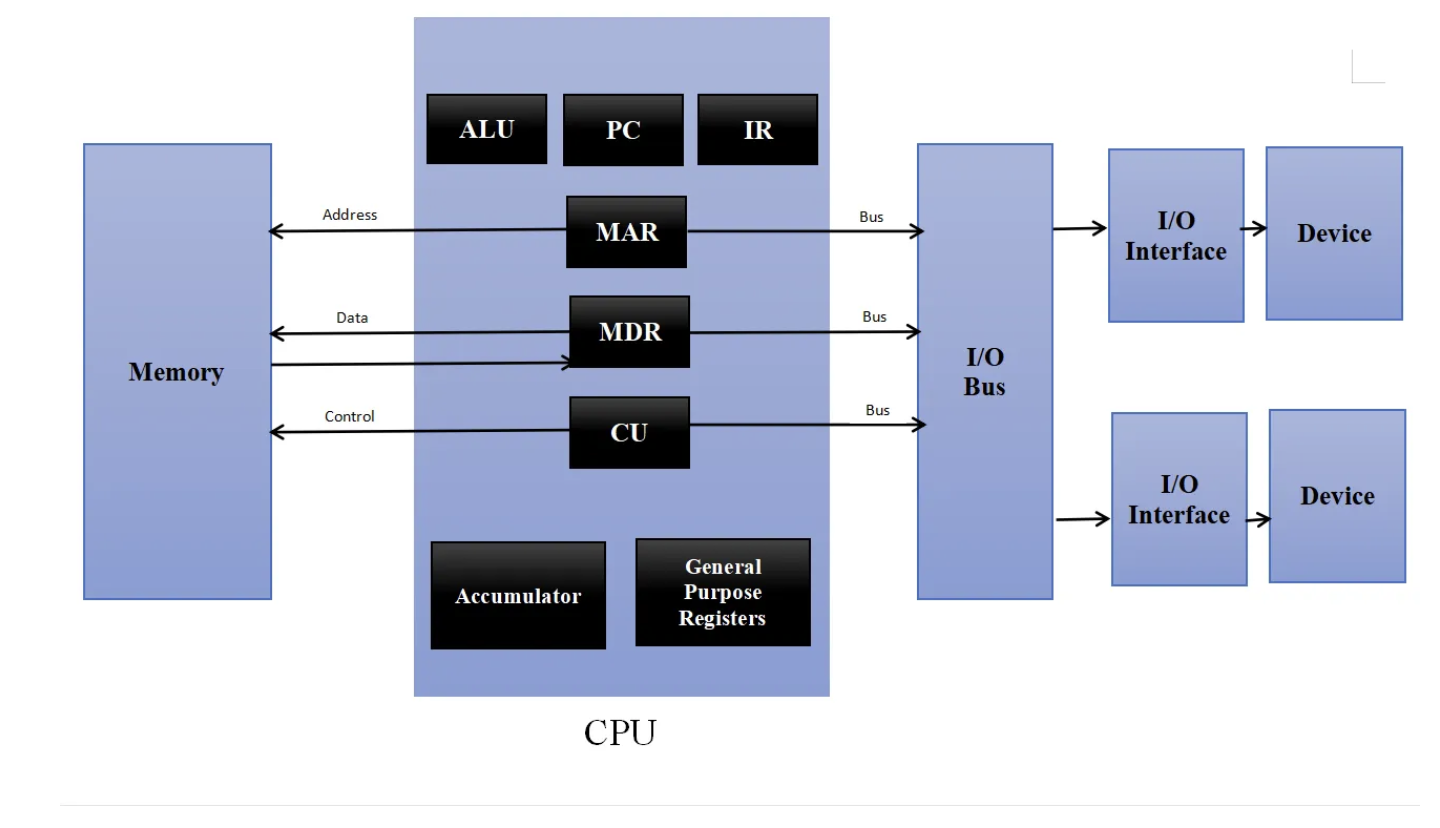 ALU
PC
IR
Address
MAR
Bus
Data
MDR
Bus
Control
CU
Bus
Memory
Accumulator
General
Purpose
Registers
CPU
I/O
Bus
I/O
Interface
Device
I/O
Interface
Device